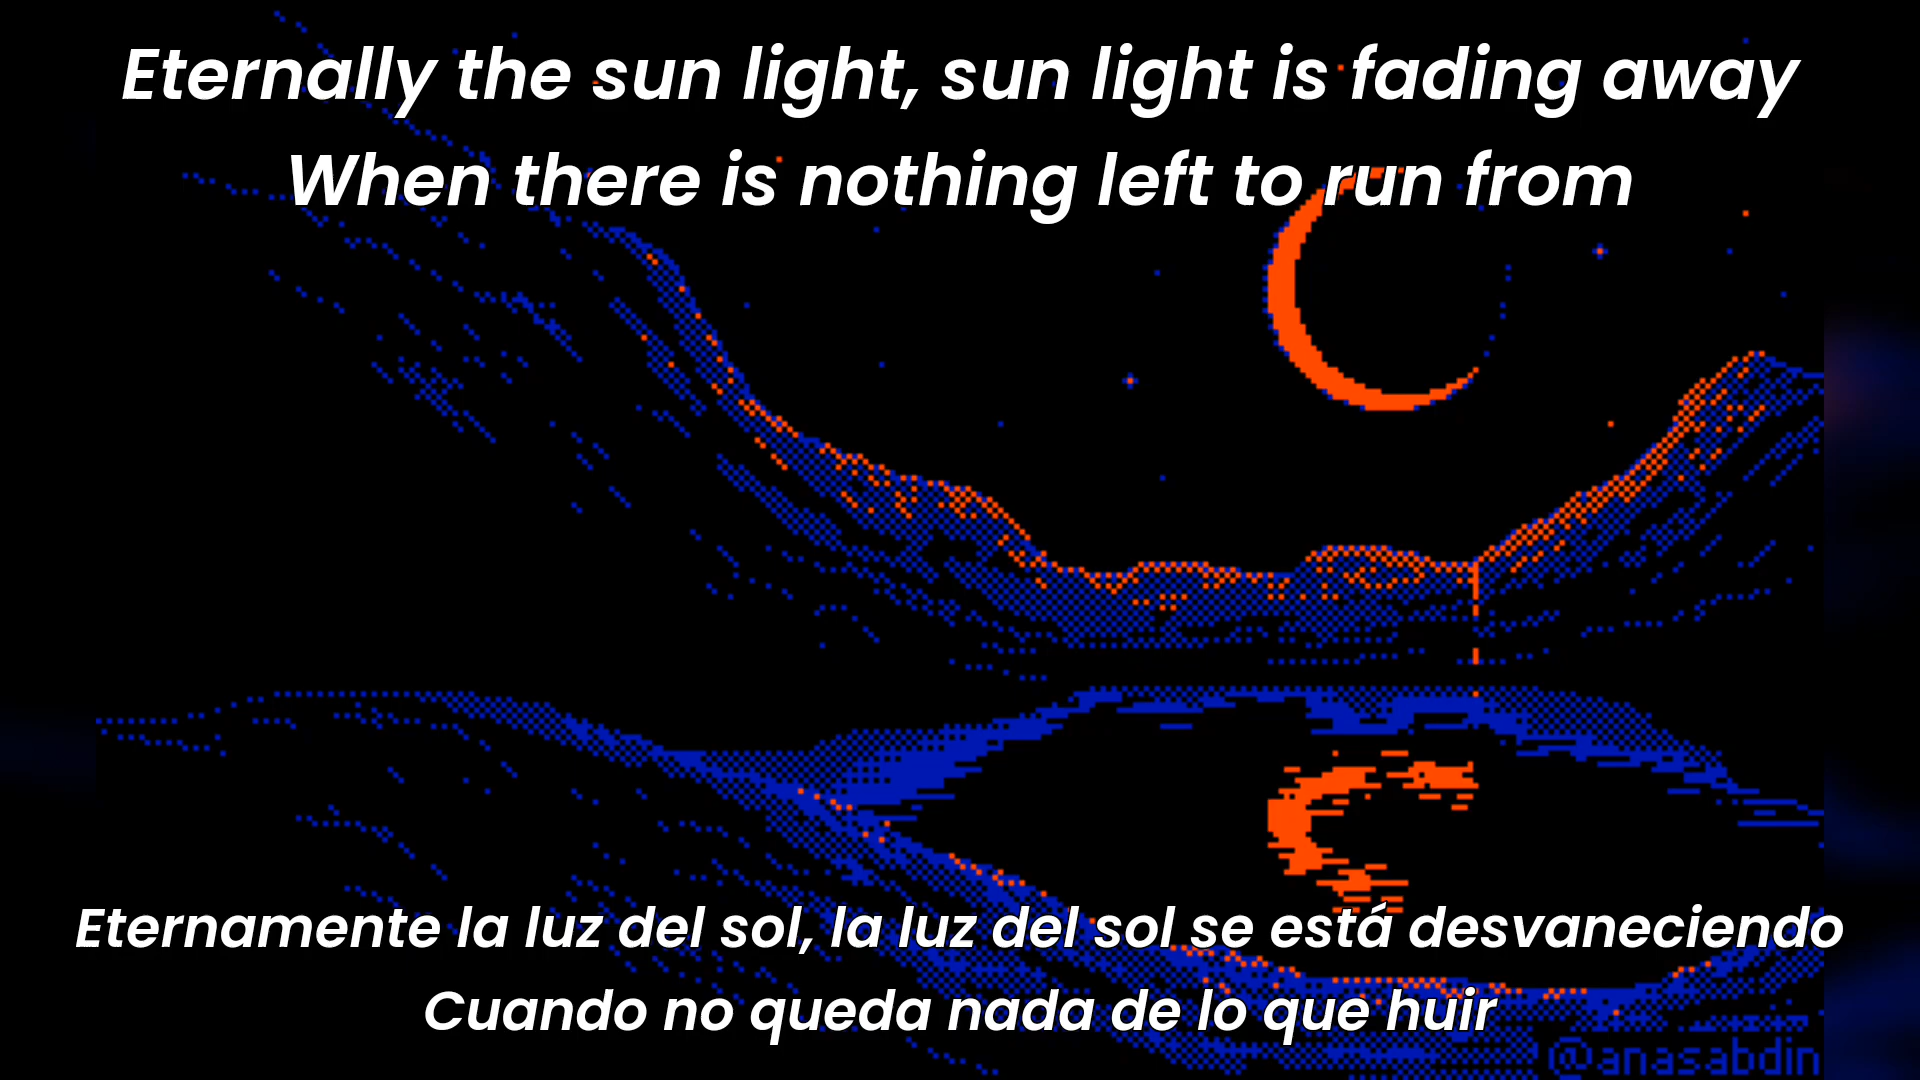 Eternally the sun light, sun light is fading away
When there is nothing left to run from
Eternamente la luz del sol, la luz del sol se está desvaneciendo
Cuando no queda nada de lo que huir
@anasabdin